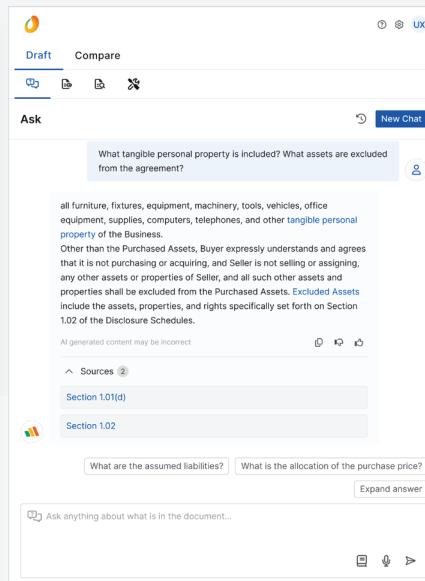 UX
Draft Compare
Ask
New Chat
What tangible personal property is included? What assets are excluded
from the agreement?
all furniture, fixtures, equipment, machinery, tools, vehicles, office
equipment, supplies, computers, telephones, and other tangible personal
property of the Business.
Other than the Purchased Assets, Buyer expressly understands and agrees
that it is not purchasing or acquiring, and Seller is not selling or assigning,
any other assets or properties of Seller, and all such other assets and
properties shall be excluded from the Purchased Assets. Excluded Assets
include the assets, properties, and rights specifically set forth on Section
1.02 of the Disclosure Schedules.
AI generated content may be incorrect
Sources 2
Section 1.01(d)
Section 1.02
What are the assumed liabilities? What is the allocation of the purchase price?
Expand answer
Ask anything about what is in the document...